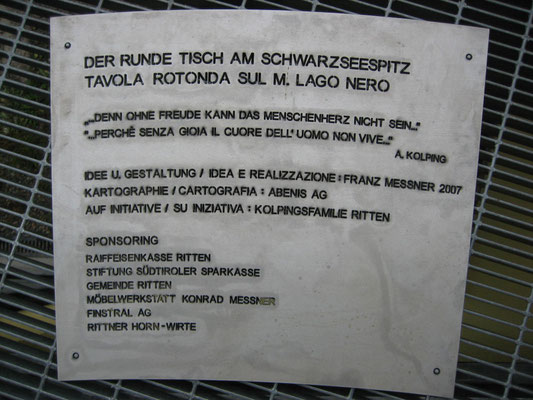 DER RUNDE TISCH AM SCHWARZSEESPITZ
TAVOLA ROTONDA SUL M. LAGO NERO
„...DENN OHNE FREUDE KANN DAS MENSCHENHERZ NICHT SEIN..."
"...PERCHÊ SENZA GIOIA IL CUORE DELL'UOMO NON VIVE..."
A. KOLPING
IDEE U. GESTALTUNG / IDEA E REALIZZAZIONE : FRANZ MESSNER 2007
KARTOGRAPHIE / CARTOGRAFIA : ABENIS AG
AUF INITIATIVE / SU INIZIATIVA : KOLPINGSFAMILIE RITTEN
SPONSORING
RAIFFEISENKASSE RITTEN
STIFTUNG SÜDTIROLER SPARKASSE
GEMEINDE RITTEN
MÖBELWERKSTATT KONRAD MESSNER
FINSTRAL AG
RITTNER HORN-WIRTE